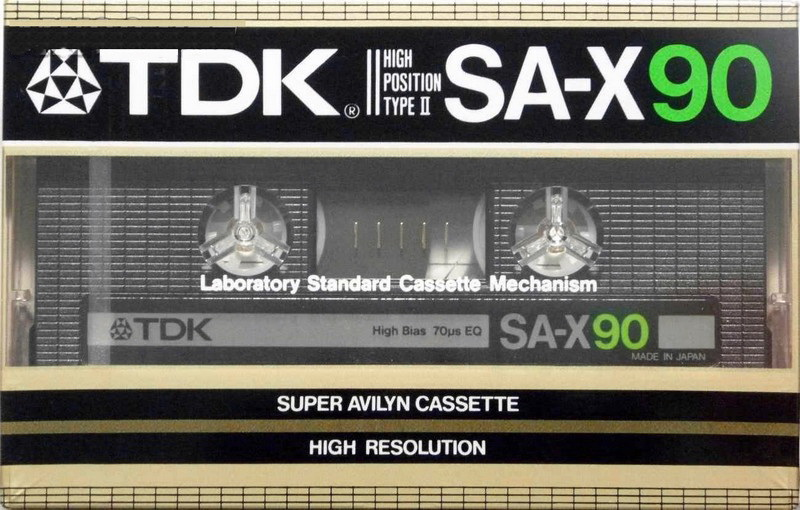 TDK®
HIGH
POSITION
TYPE II
SA-X90
Laboratory Standard Cassette Mechanism
TDK
High Bias 70µs EQ
SA-X90
MADE IN JAPAN
SUPER AVILYN CASSETTE
HIGH RESOLUTION